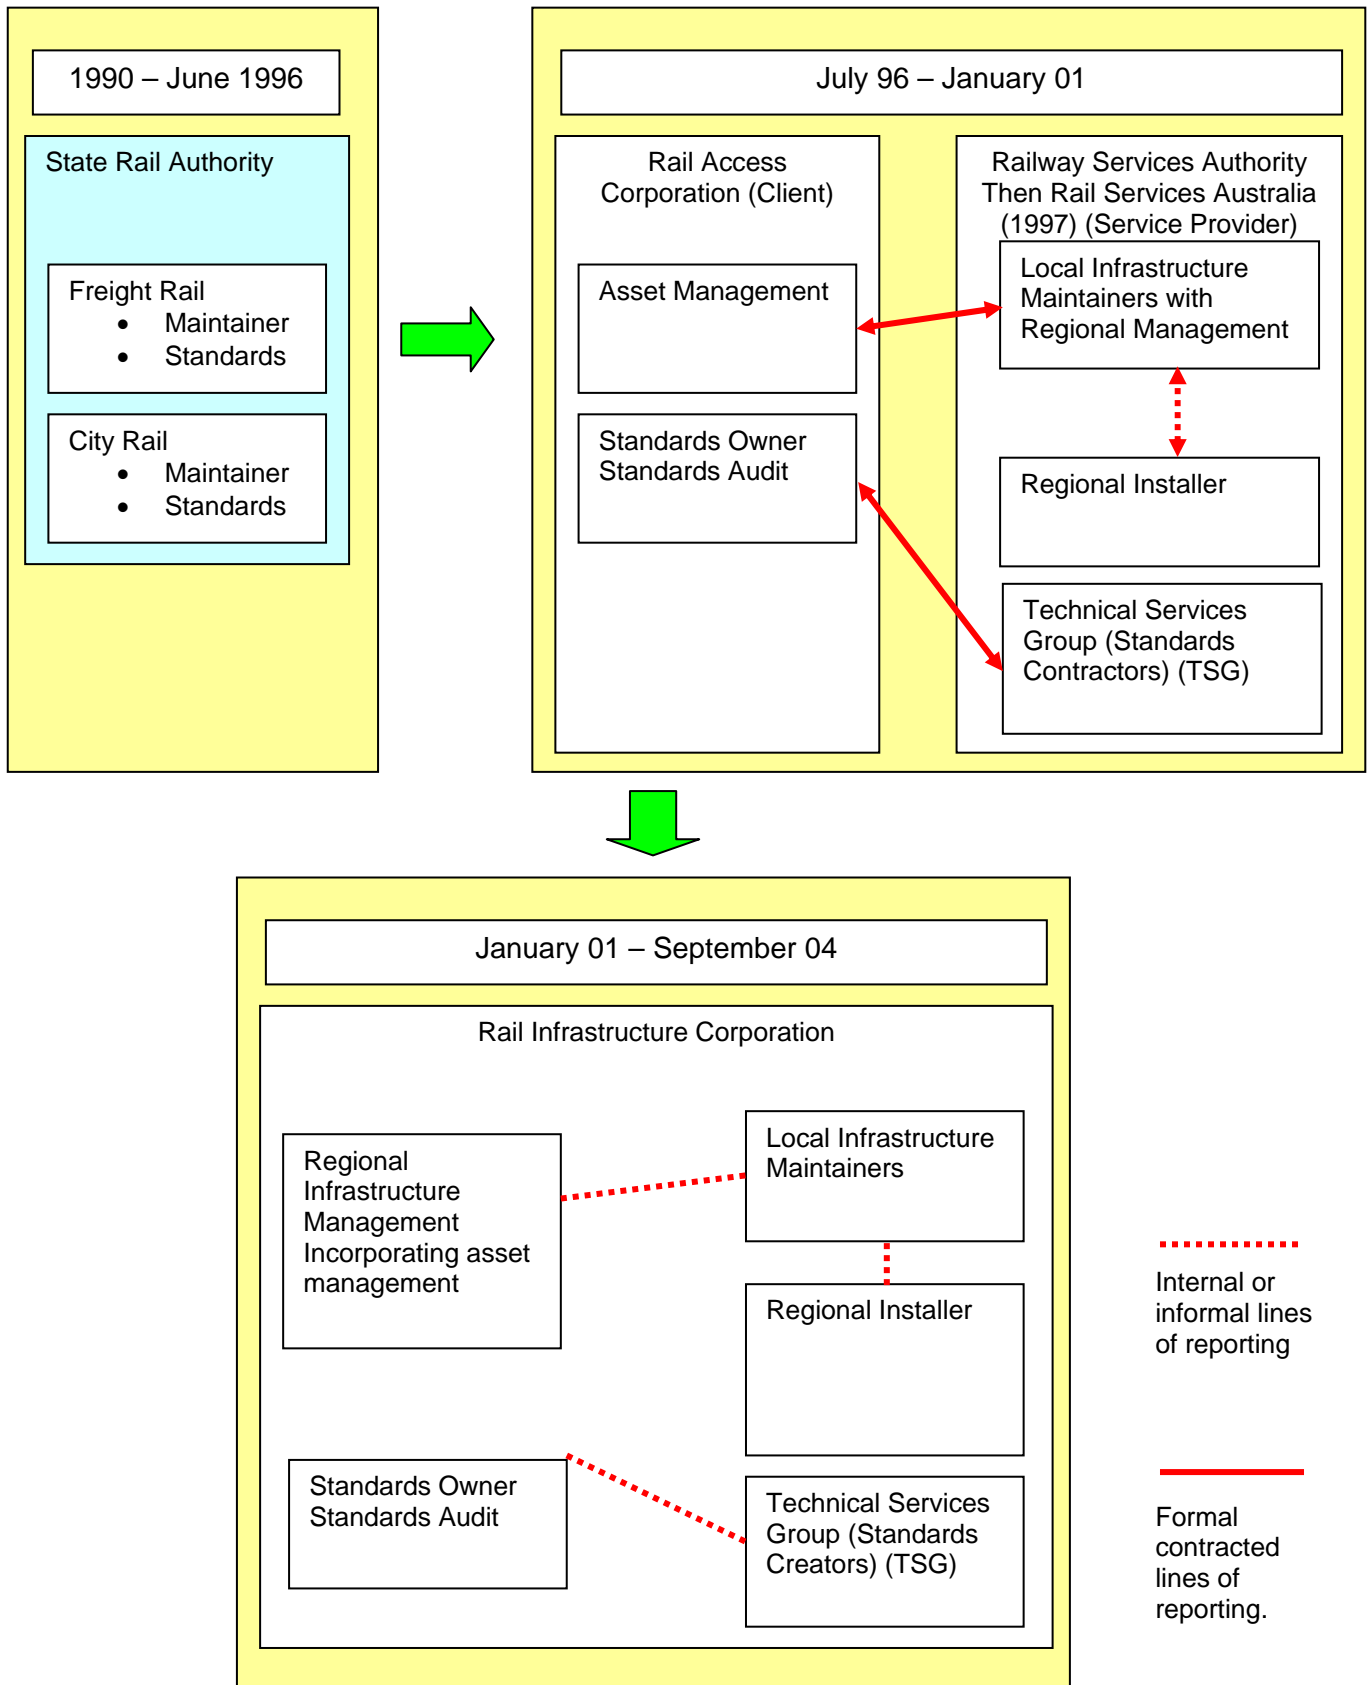 1990 – June 1996
State Rail Authority
Freight Rail
• Maintainer
• Standards
City Rail
• Maintainer
• Standards
July 96 – January 01
Rail Access
Corporation (Client)
Asset Management
Standards Owner
Standards Audit
Railway Services Authority
Then Rail Services Australia
(1997) (Service Provider)
Local Infrastructure
Maintainers with
Regional Management
Regional Installer
Technical Services
Group (Standards
Contractors) (TSG)
January 01 – September 04
Rail Infrastructure Corporation
Regional
Infrastructure
Management
Incorporating asset
management
Local Infrastructure
Maintainers
Regional Installer
Standards Owner
Standards Audit
Technical Services
Group (Standards
Creators) (TSG)
Internal or
informal lines
of reporting
Formal
contracted
lines of
reporting.